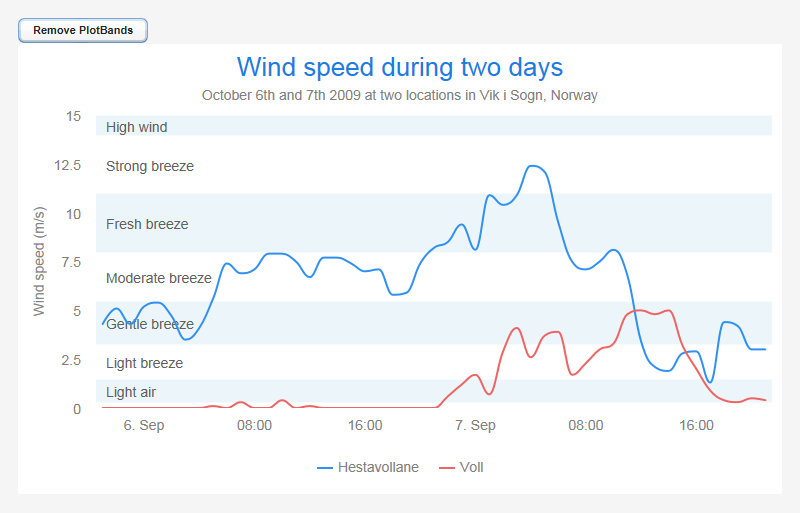 Remove PlotBands
Wind speed during two days
October 6th and 7th 2009 at two locations in Vik i Sogn, Norway
Wind speed (m/s)
15
12.5
10
7.5
5
2.5
0
High wind
Strong breeze
Fresh breeze
Moderate breeze
Gentle breeze
Light breeze
Light air
6. Sep 08:00 16:00 7. Sep 08:00 16:00
Hestavollane Voll